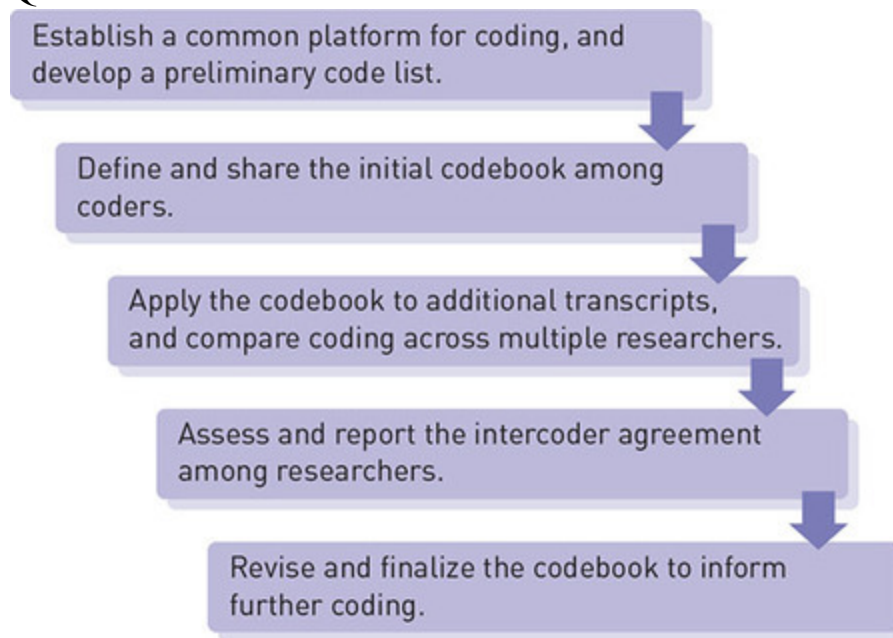 Establish a common platform for coding, and
develop a preliminary code list.
Define and share the initial codebook among
coders.
Apply the codebook to additional transcripts,
and compare coding across multiple researchers.
Assess and report the intercoder agreement
among researchers.
Revise and finalize the codebook to inform
further coding.